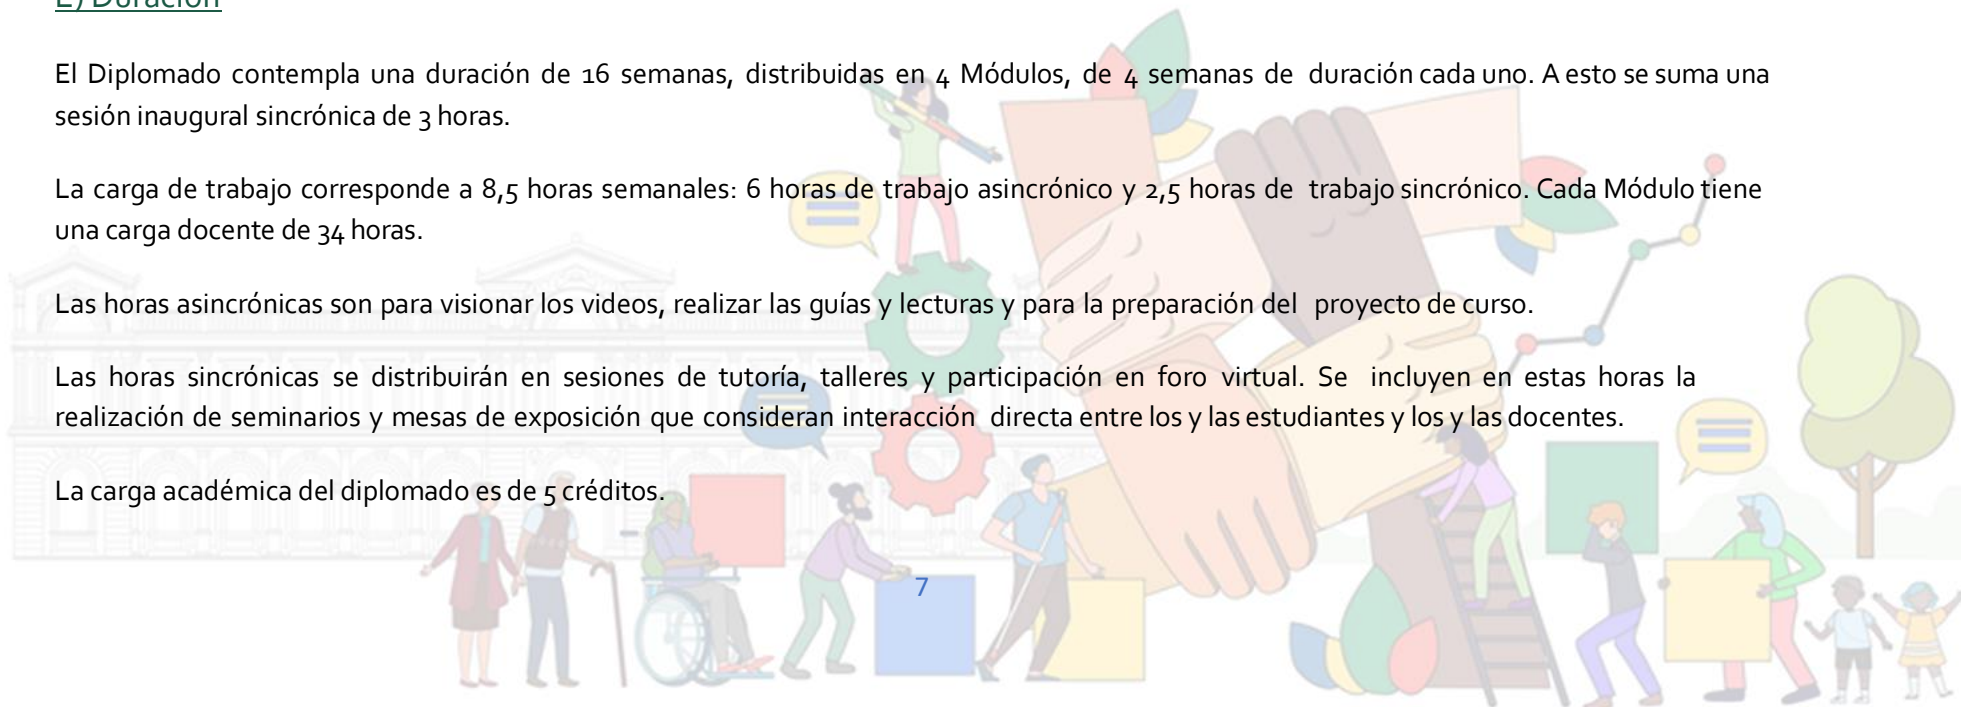 E) Duración
El Diplomado contempla una duración de 16 semanas, distribuidas en 4 Módulos, de 4 semanas de duración cada uno. A esto se suma una
sesión inaugural sincrónica de 3 horas.
La carga de trabajo corresponde a 8,5 horas semanales: 6 horas de trabajo asincrónico y 2,5 horas de trabajo sincrónico. Cada Módulo tiene
una carga docente de 34 horas.
Las horas asincrónicas son para visionar los videos, realizar las guías y lecturas y para la preparación del proyecto de curso.
Las horas sincrónicas se distribuirán en sesiones de tutoría, talleres y participación en foro virtual. Se incluyen en estas horas la
realización de seminarios y mesas de exposición que consideran interacción directa entre los y las estudiantes y los y las docentes.
La carga académica del diplomado es de 5 créditos.
7